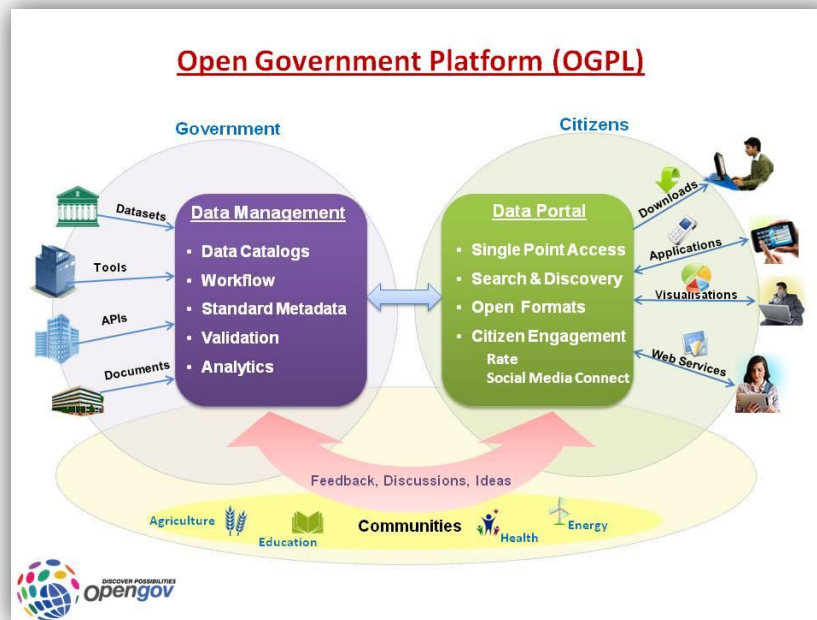 Open Government Platform (OGPL)
Government
Citizens
Datasets
Tools
APIs
Documents
Data Management
Data Catalogs
Workflow
Standard Metadata
Validation
Analytics
Data Portal
Single Point Access
Search & Discovery
Open Formats
Citizen Engagement
Rate
Social Media Connect
Downloads
Applications
Visualisations
Web Services
Feedback, Discussions, Ideas
Agriculture
Education
Communities
Health
Energy
DISCOVER POSSIBILITIES
opengov